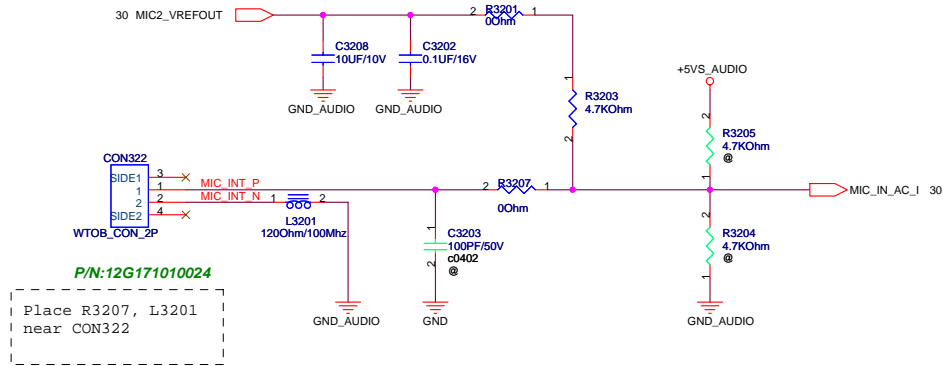 30 MIC2_VREFOUT
2 R3201 1
0Ohm
C3208
10UF/10V
C3202
0.1UF/16V
GND_AUDIO
GND_AUDIO
1
R3203
4.7KOhm
2
+5VS_AUDIO
2
R3205
4.7KOhm
@
1
CON322
SIDE1 3
1 1 MIC_INT_P
2 2 MIC_INT_N
SIDE2 4
WTOB_CON_2P
1 2
L3201
120Ohm/100Mhz
2 R3207 1
0Ohm
MIC_IN_AC_I 30
1
C3203
100PF/50V
c0402
@
2
2
R3204
4.7KOhm
@
1
P/N:12G171010024
Place R3207, L3201
near CON322
GND_AUDIO
GND
GND_AUDIO